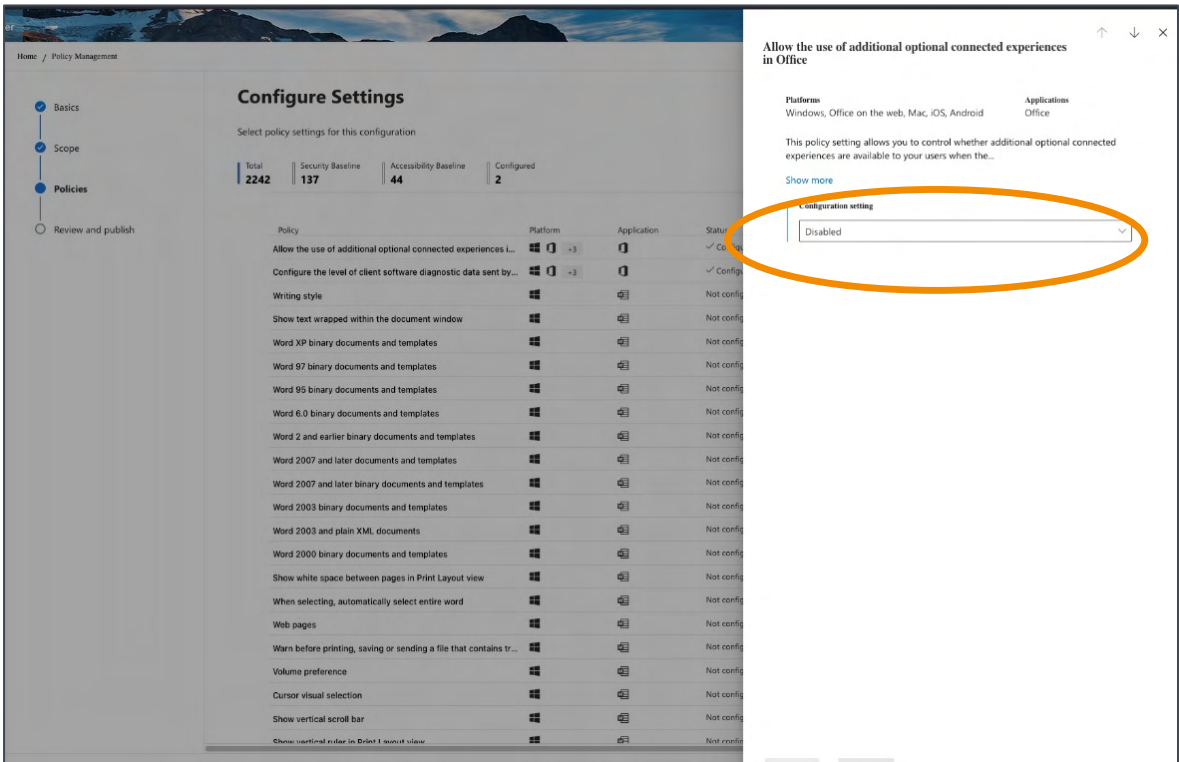 er
Home / Policy Management
Basics
Scope
Policies
Review and publish
Configure Settings
Select policy settings for this configuration
Total Security Baseline Accessibility Baseline Configured
2242 137 44 2
Policy Platform Application Status
Allow the use of additional optional connected experiences i... +3
Configure the level of client software diagnostic data sent by... +3
Writing style Not config
Show text wrapped within the document window Not config
Word XP binary documents and templates Not config
Word 97 binary documents and templates Not config
Word 95 binary documents and templates Not config
Word 6.0 binary documents and templates Not config
Word 2 and earlier binary documents and templates Not config
Word 2007 and later documents and templates Not config
Word 2007 and later binary documents and templates Not config
Word 2003 binary documents and templates Not config
Word 2003 and plain XML documents Not config
Word 2000 binary documents and templates Not config
Show white space between pages in Print Layout view Not config
When selecting, automatically select entire word Not config
Web pages Not config
Warn before printing, saving or sending a file that contains tr... Not config
Volume preference Not config
Cursor visual selection Not config
Show vertical scroll bar Not config
Show vertical ruler in Print Layout view Not config
Allow the use of additional optional connected experiences
in Office
Platforms Applications
Windows, Office on the web, Mac, iOS, Android Office
This policy setting allows you to control whether additional optional connected
experiences are available to your users when the...
Show more
Configuration setting
Disabled